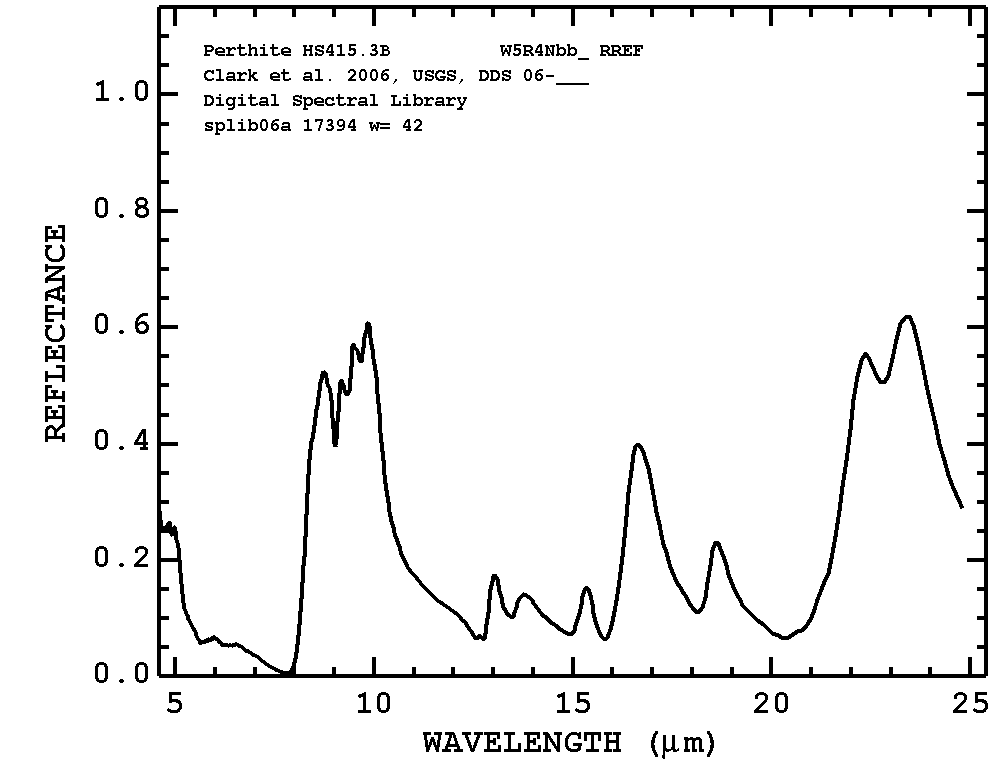 Perthite HS415.3B W5R4Nbb_ RREF
Clark et al. 2006, USGS, DDS 06-___
Digital Spectral Library
splib06a 17394 w= 42
1.0
0.8
0.6
0.4
0.2
0.0
REFLECTANCE
5 10 15 20 25
WAVELENGTH (μm)